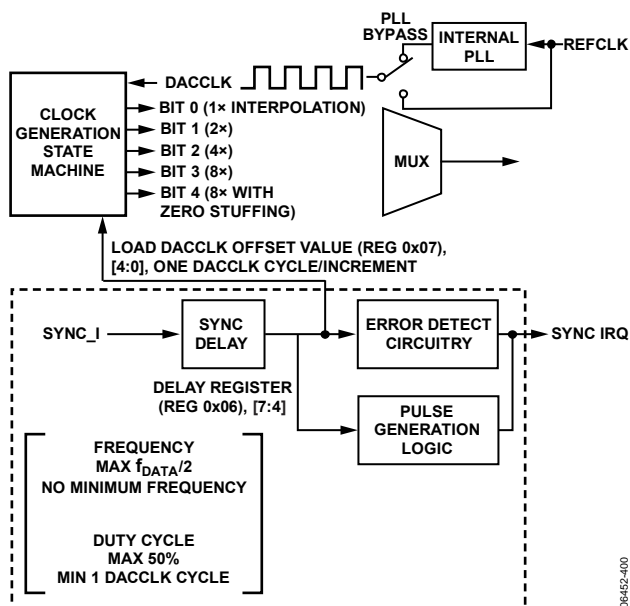 PLL
BYPASS
INTERNAL
PLL
REFCLK
DACCLK
CLOCK
GENERATION
STATE
MACHINE
BIT 0 (1× INTERPOLATION)
BIT 1 (2×)
BIT 2 (4×)
BIT 3 (8×)
BIT 4 (8× WITH
ZERO STUFFING)
MUX
LOAD DACCLK OFFSET VALUE (REG 0x07),
[4:0], ONE DACCLK CYCLE/INCREMENT
SYNC_I
SYNC
DELAY
ERROR DETECT
CIRCUITRY
SYNC IRQ
DELAY REGISTER
(REG 0x06), [7:4]
PULSE
GENERATION
LOGIC
FREQUENCY
MAX fDATA/2
NO MINIMUM FREQUENCY
DUTY CYCLE
MAX 50%
MIN 1 DACCLK CYCLE
06452-400